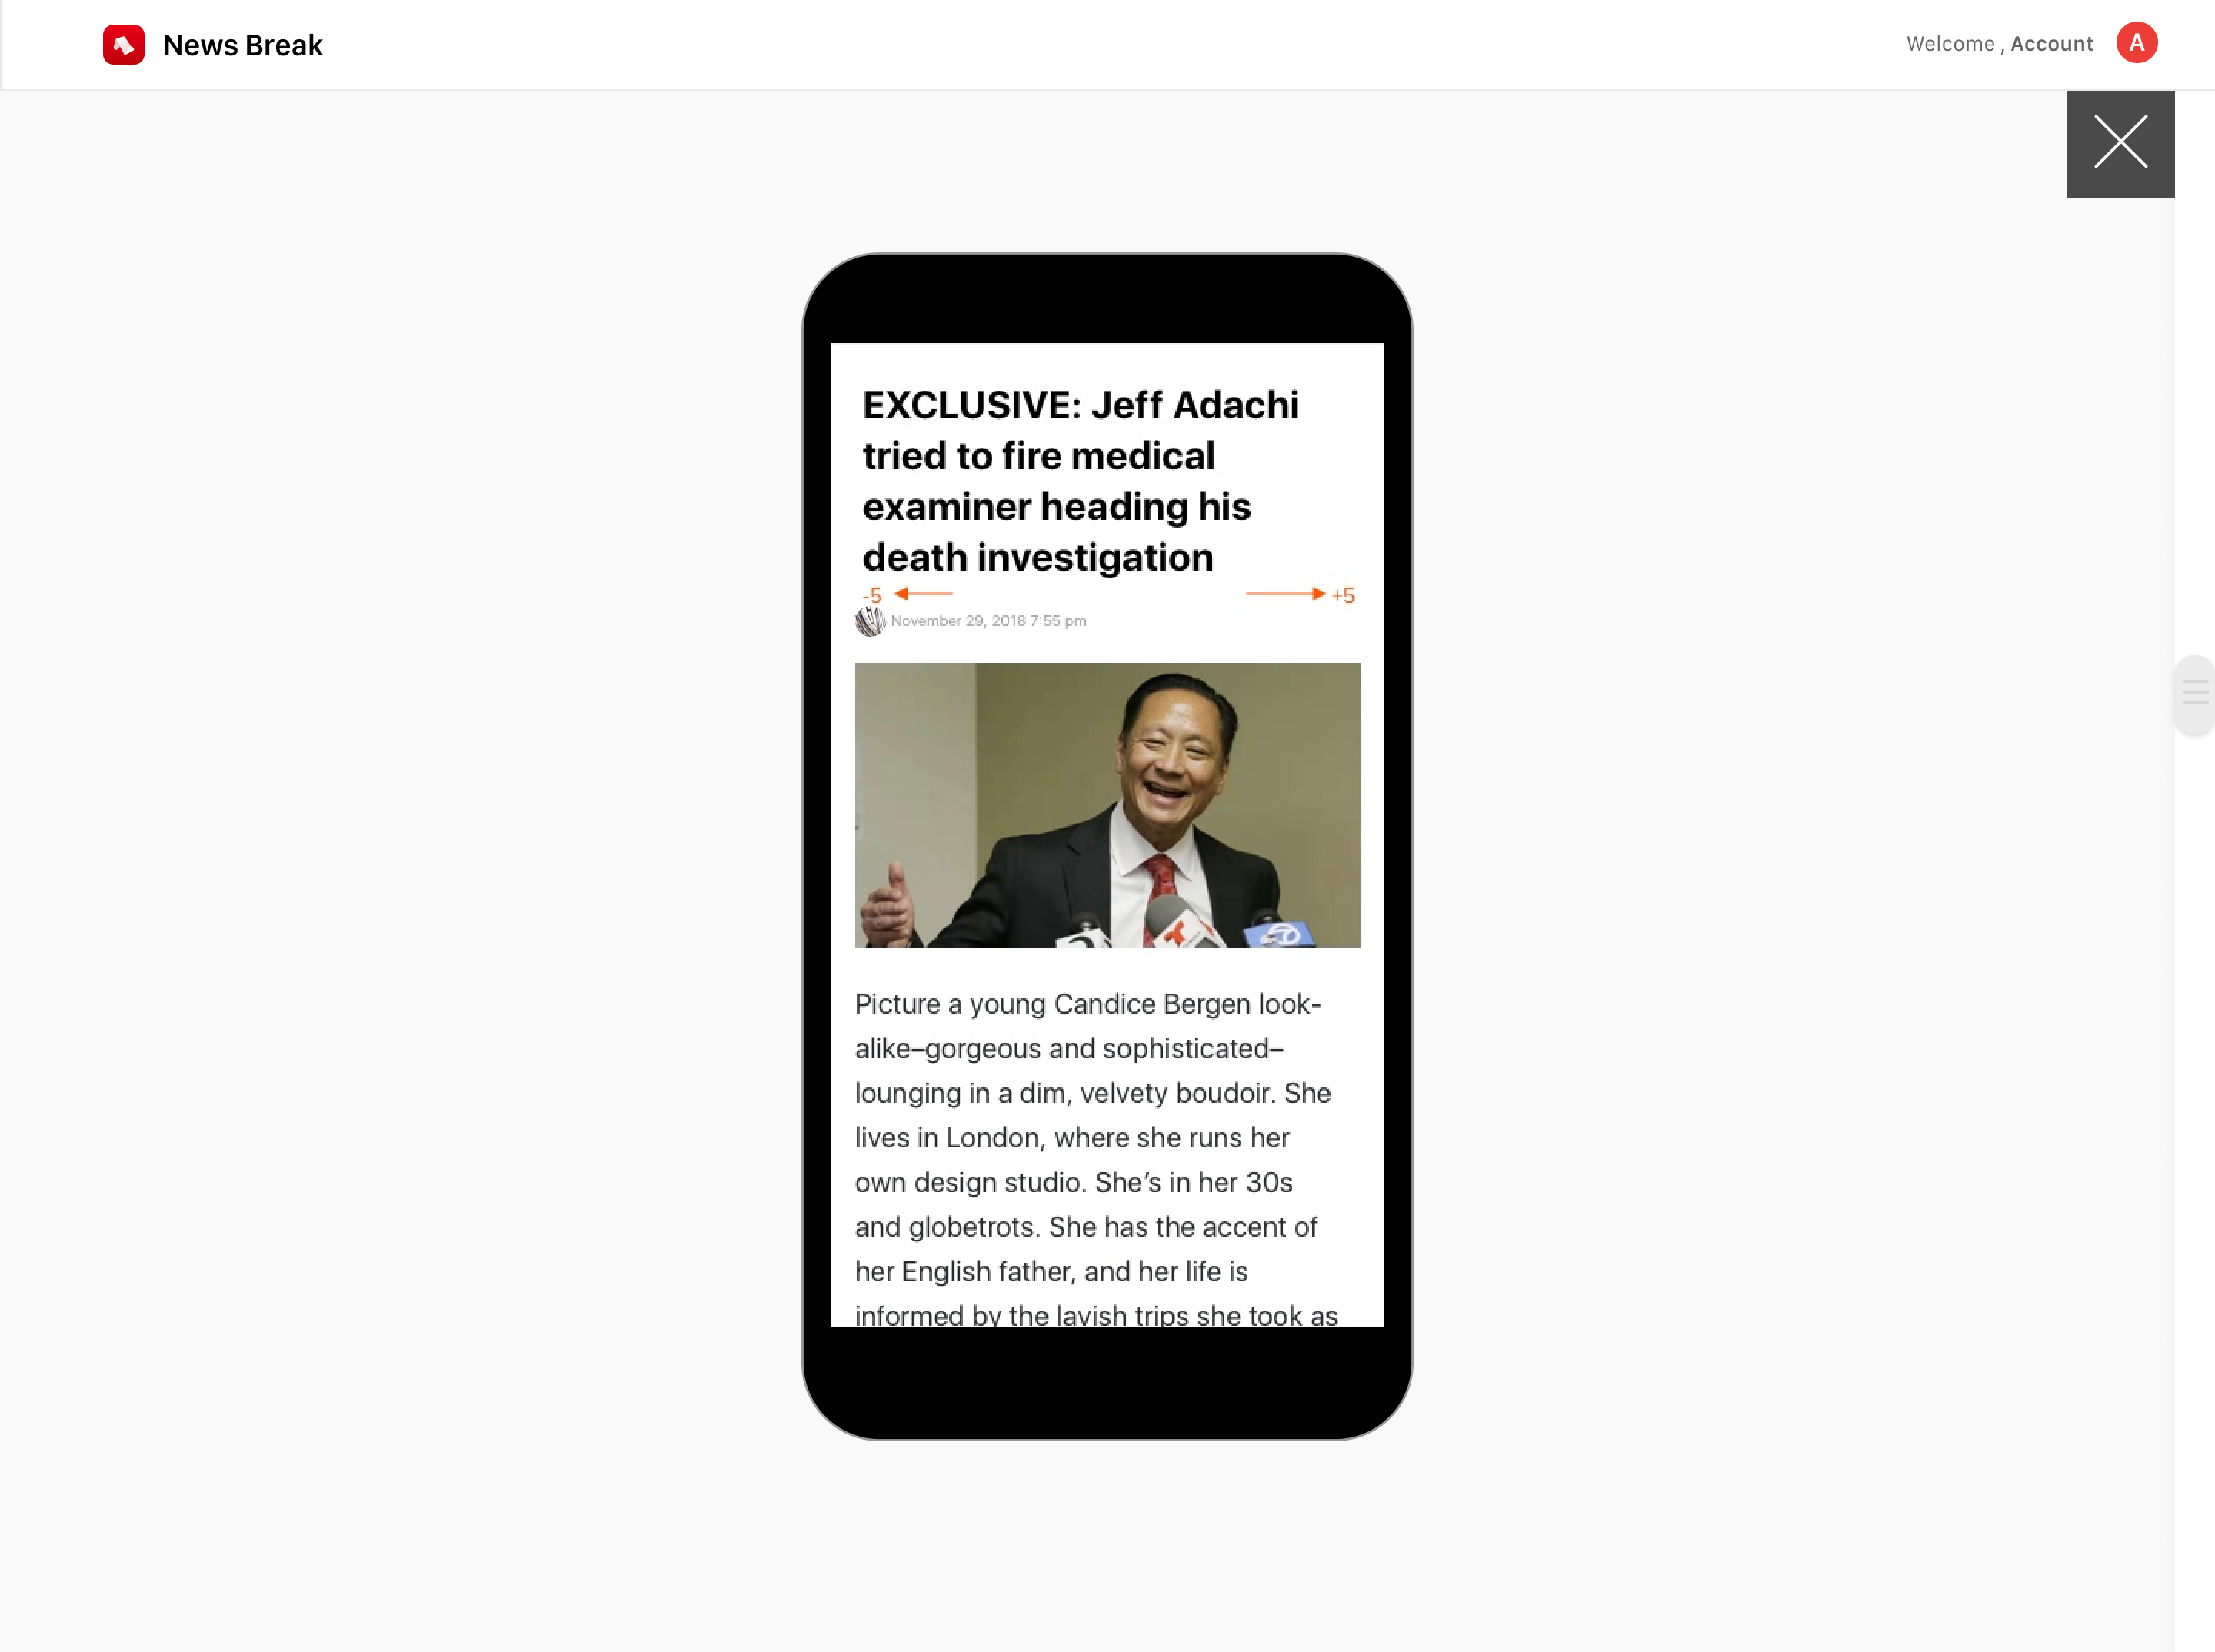 News Break
Welcome , Account
A
EXCLUSIVE: Jeff Adachi
tried to fire medical
examiner heading his
death investigation
-5
+5
November 29, 2018 7:55 pm
Picture a young Candice Bergen look-
alike–gorgeous and sophisticated–
lounging in a dim, velvety boudoir. She
lives in London, where she runs her
own design studio. She’s in her 30s
and globetrots. She has the accent of
her English father, and her life is
informed by the lavish trips she took as